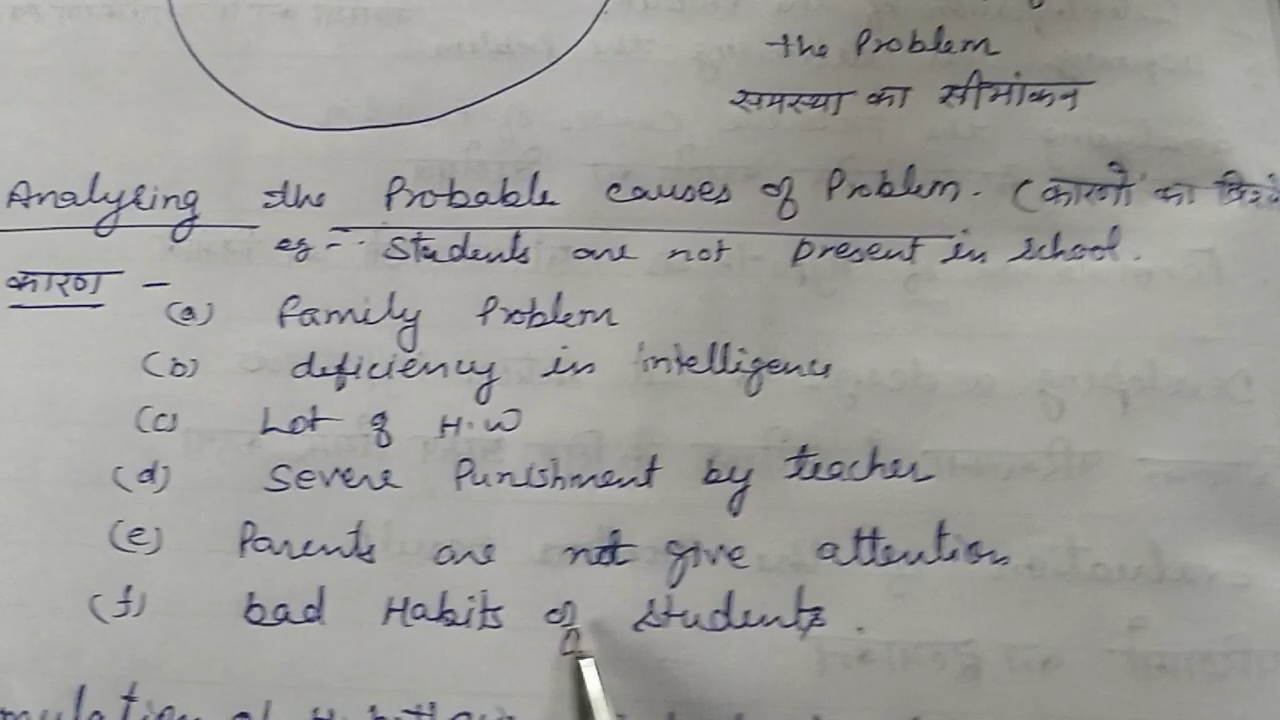 the Problem
समस्या का सीमांकन
Analysing the Probable causes of Problem. (कारणों का
eg - Students are not present in school.
कारण -
(a) family Problem
(b) deficiency in intelligence
(c) Lot of H.W
(d) Severe Punishment by teacher
(e) Parents are not give attention
(f) bad Habits of Students.